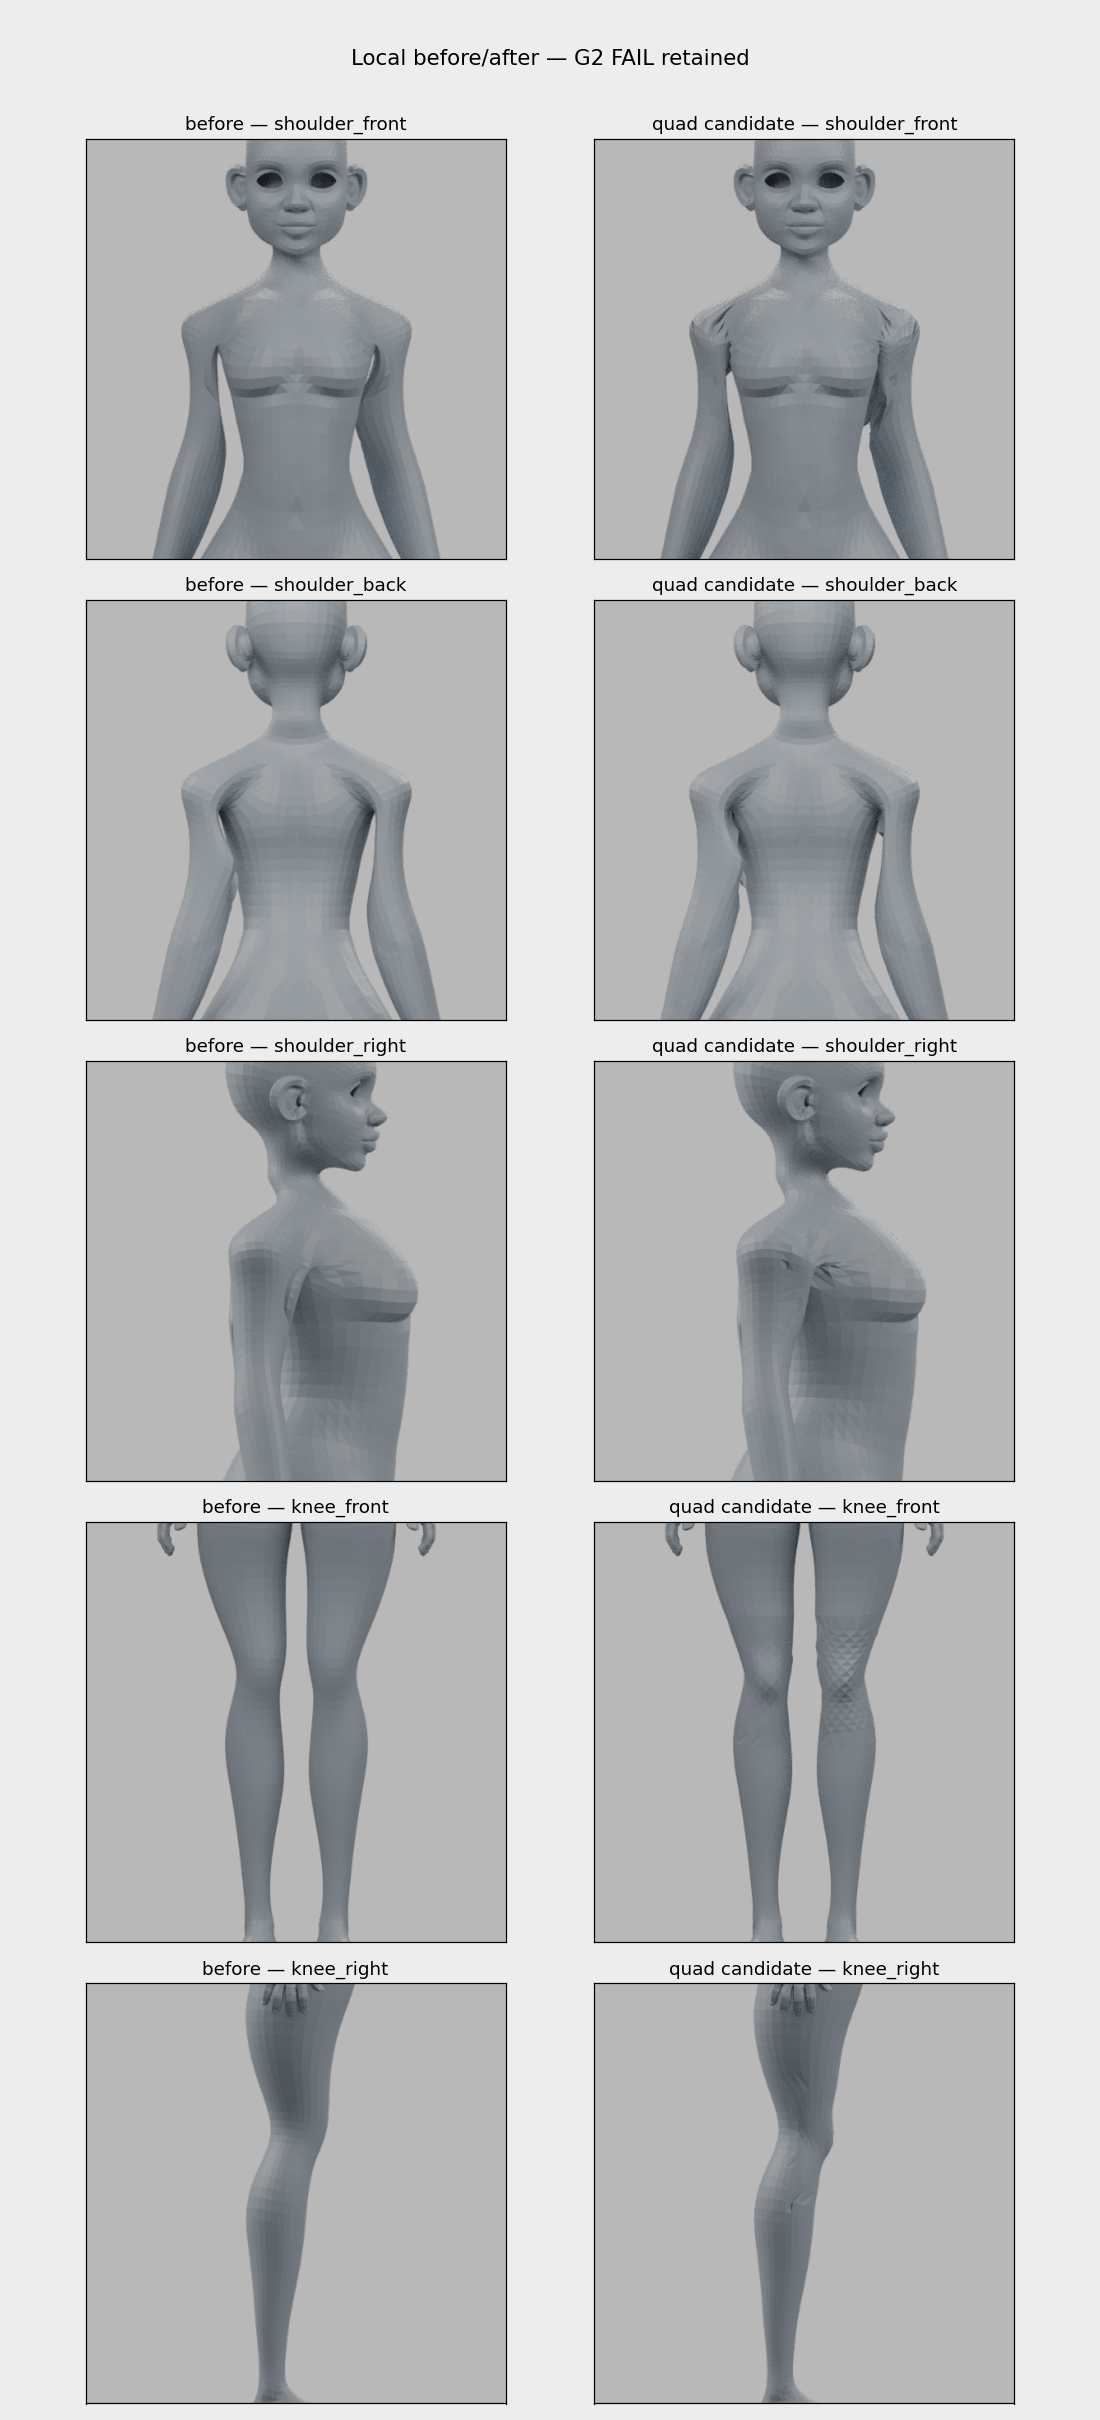 Local before/after — G2 FAIL retained
before — shoulder_front
quad candidate — shoulder_front
before — shoulder_back
quad candidate — shoulder_back
before — shoulder_right
quad candidate — shoulder_right
before — knee_front
quad candidate — knee_front
before — knee_right
quad candidate — knee_right